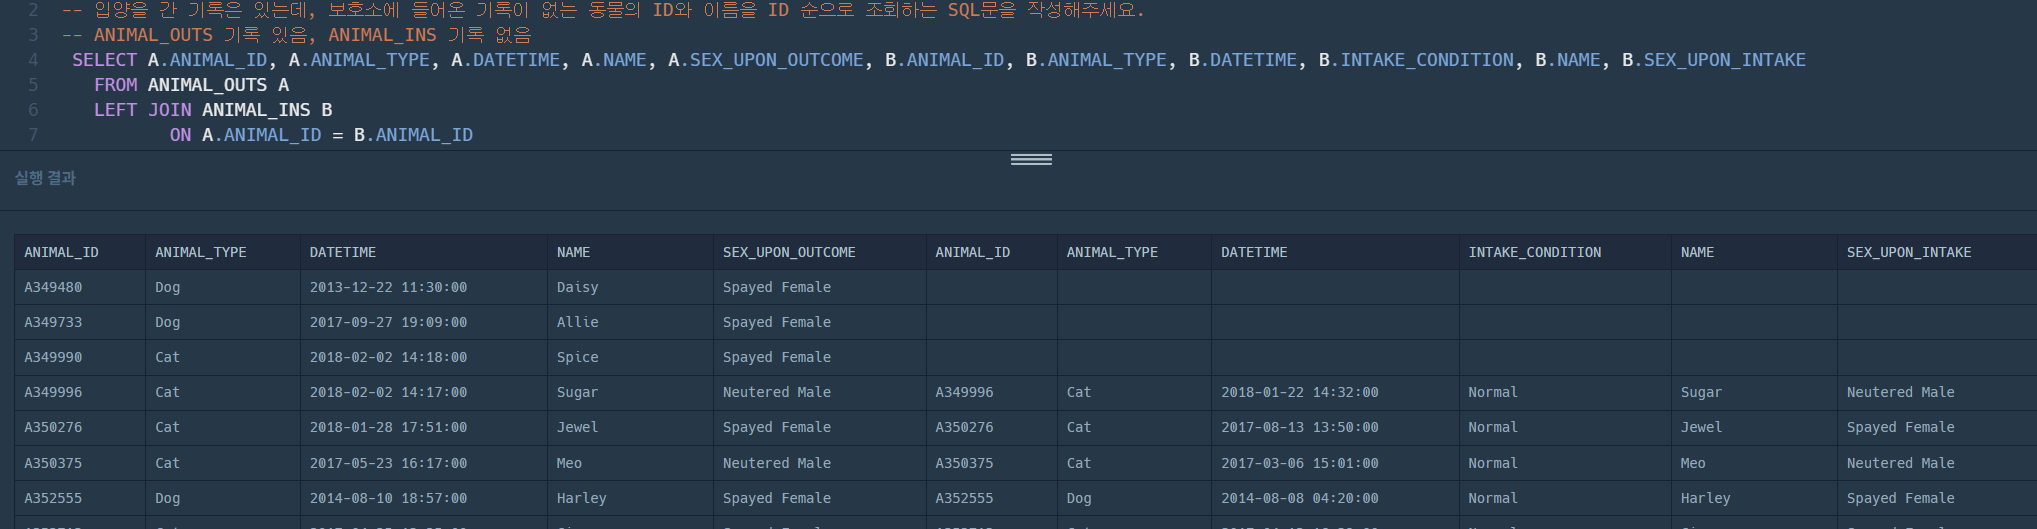 2 -- 입양을 간 기록은 있는데, 보호소에 들어온 기록이 없는 동물의 ID와 이름을 ID 순으로 조회하는 SQL문을 작성해주세요.
3 -- ANIMAL_OUTS 기록 있음, ANIMAL_INS 기록 없음
4 SELECT A.ANIMAL_ID, A.ANIMAL_TYPE, A.DATETIME, A.NAME, A.SEX_UPON_OUTCOME, B.ANIMAL_ID, B.ANIMAL_TYPE, B.DATETIME, B.INTAKE_CONDITION, B.NAME, B.SEX_UPON_INTAKE
5 FROM ANIMAL_OUTS A
6 LEFT JOIN ANIMAL_INS B
7 ON A.ANIMAL_ID = B.ANIMAL_ID
실행 결과
ANIMAL_ID ANIMAL_TYPE DATETIME NAME SEX_UPON_OUTCOME ANIMAL_ID ANIMAL_TYPE DATETIME INTAKE_CONDITION NAME SEX_UPON_INTAKE
A349480 Dog 2013-12-22 11:30:00 Daisy Spayed Female
A349733 Dog 2017-09-27 19:09:00 Allie Spayed Female
A349990 Cat 2018-02-02 14:18:00 Spice Spayed Female
A349996 Cat 2018-02-02 14:17:00 Sugar Neutered Male A349996 Cat 2018-01-22 14:32:00 Normal Sugar Neutered Male
A350276 Cat 2018-01-28 17:51:00 Jewel Spayed Female A350276 Cat 2017-08-13 13:50:00 Normal Jewel Spayed Female
A350375 Cat 2017-05-23 16:17:00 Meo Neutered Male A350375 Cat 2017-03-06 15:01:00 Normal Meo Neutered Male
A352555 Dog 2014-08-10 18:57:00 Harley Spayed Female A352555 Dog 2014-08-08 04:20:00 Normal Harley Spayed Female